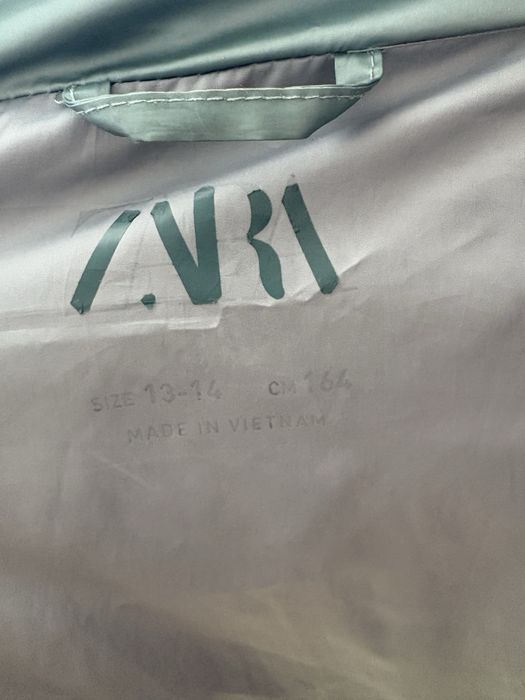 ZARA
SIZE 13-14 CM 164
MADE IN VIETNAM